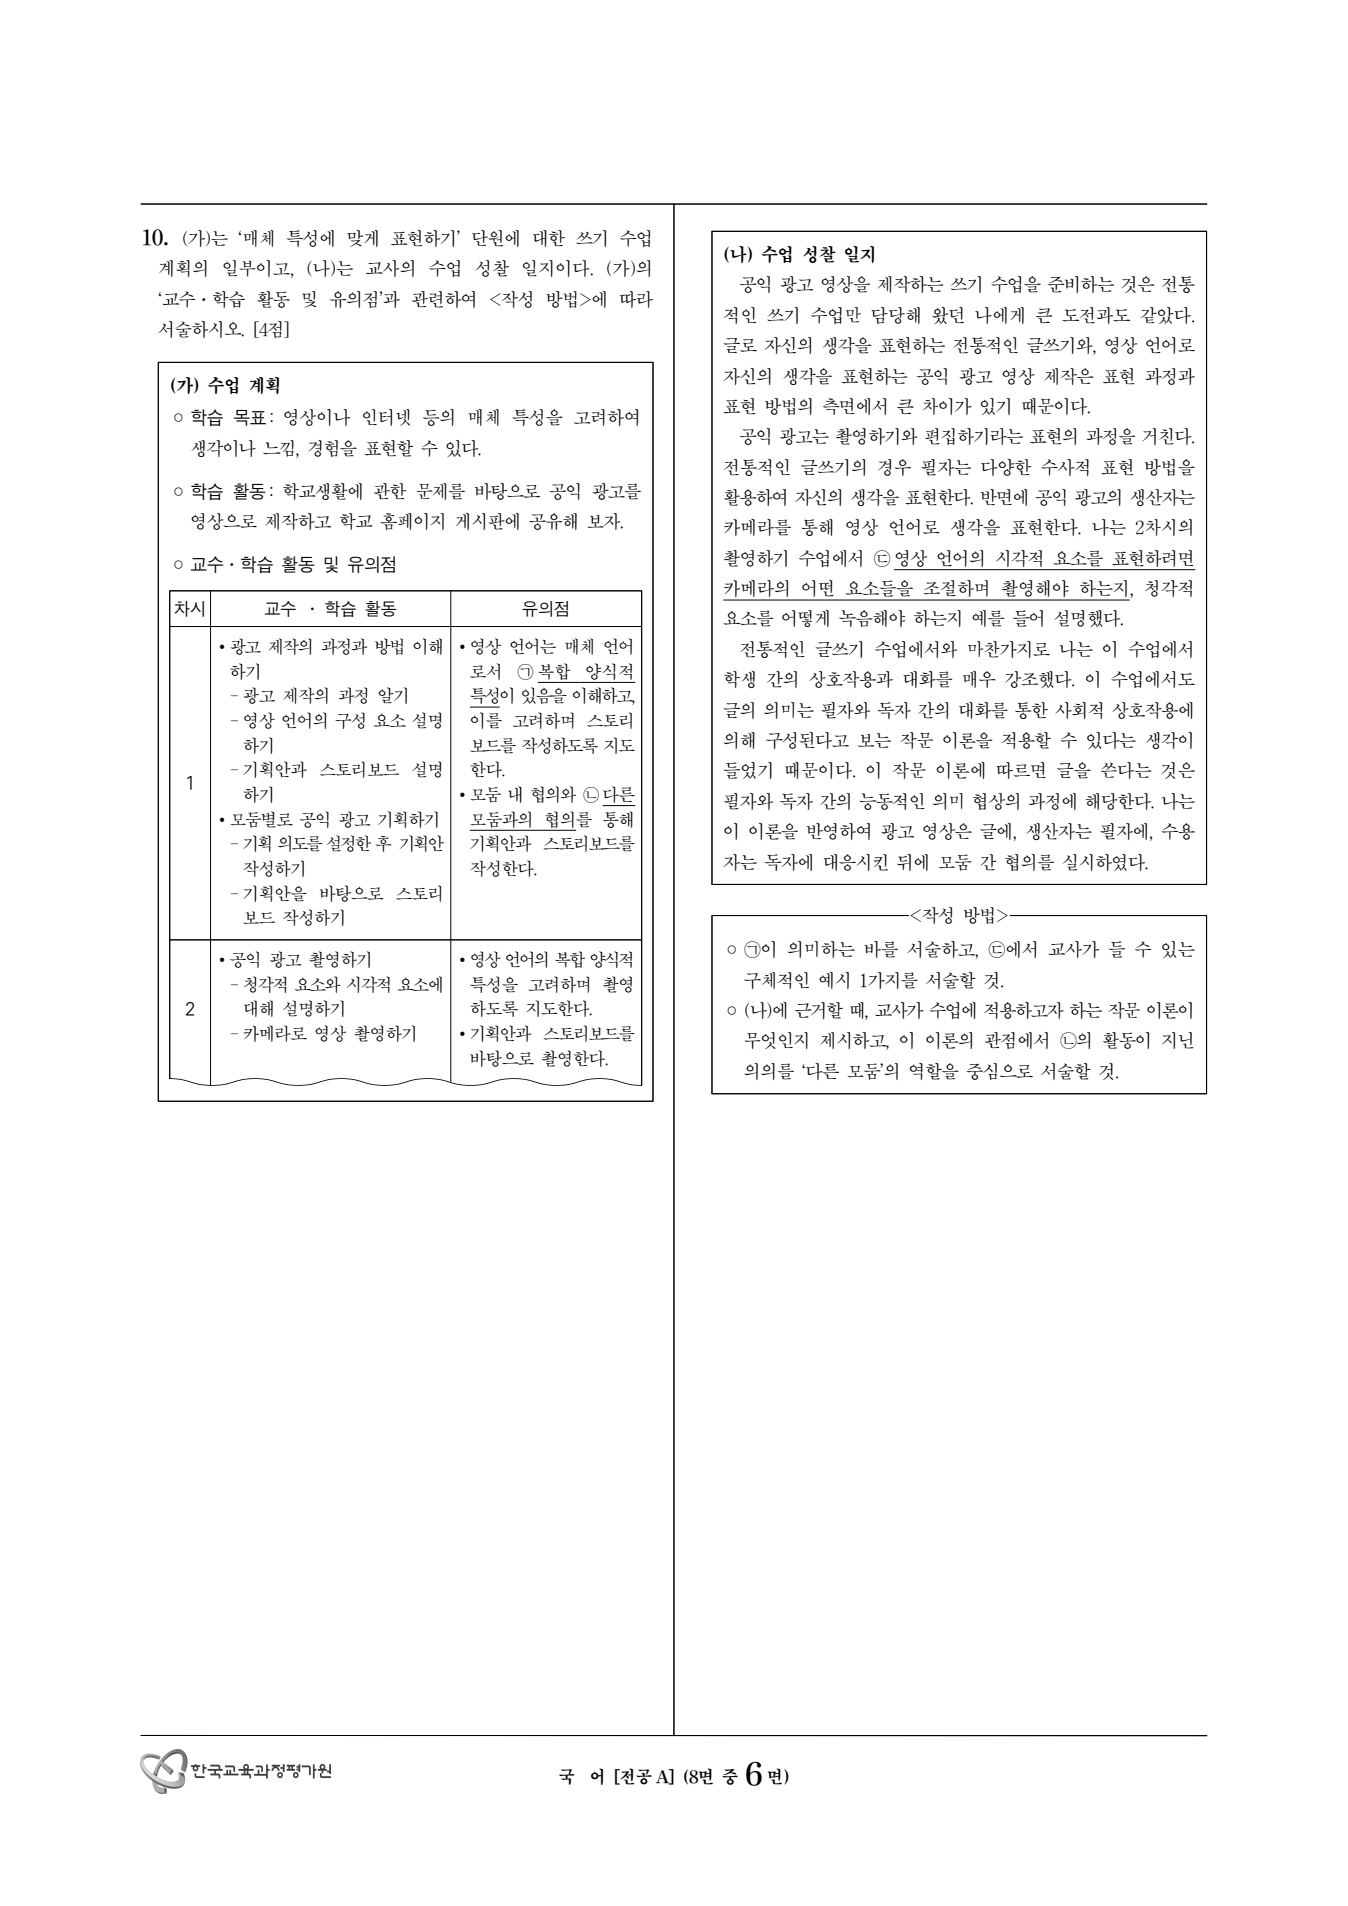 10. (가)는 ‘매체 특성에 맞게 표현하기’ 단원에 대한 쓰기 수업
계획의 일부이고, (나)는 교사의 수업 성찰 일지이다. (가)의
‘교수·학습 활동 및 유의점’과 관련하여 <작성 방법>에 따라
서술하시오. [4점]
(가) 수업 계획
○ 학습 목표: 영상이나 인터넷 등의 매체 특성을 고려하여
생각이나 느낌, 경험을 표현할 수 있다.
○ 학습 활동: 학교생활에 관한 문제를 바탕으로 공익 광고를
영상으로 제작하고 학교 홈페이지 게시판에 공유해 보자.
○ 교수·학습 활동 및 유의점
차시 교수 · 학습 활동 유의점
1
• 광고 제작의 과정과 방법 이해
하기
- 광고 제작의 과정 알기
- 영상 언어의 구성 요소 설명
하기
- 기획안과 스토리보드 설명
하기
• 모둠별로 공익 광고 기획하기
- 기획 의도를 설정한 후 기획안
작성하기
- 기획안을 바탕으로 스토리
보드 작성하기
• 영상 언어는 매체 언어
로서 ㉠복합 양식적
특성이 있음을 이해하고,
이를 고려하며 스토리
보드를 작성하도록 지도
한다.
• 모둠 내 협의와 ㉡다른
모둠과의 협의를 통해
기획안과 스토리보드를
작성한다.
2
• 공익 광고 촬영하기
- 청각적 요소와 시각적 요소에
대해 설명하기
- 카메라로 영상 촬영하기
• 영상 언어의 복합 양식적
특성을 고려하며 촬영
하도록 지도한다.
• 기획안과 스토리보드를
바탕으로 촬영한다.
(나) 수업 성찰 일지
공익 광고 영상을 제작하는 쓰기 수업을 준비하는 것은 전통
적인 쓰기 수업만 담당해 왔던 나에게 큰 도전과도 같았다.
글로 자신의 생각을 표현하는 전통적인 글쓰기와, 영상 언어로
자신의 생각을 표현하는 공익 광고 영상 제작은 표현 과정과
표현 방법의 측면에서 큰 차이가 있기 때문이다.
공익 광고는 촬영하기와 편집하기라는 표현의 과정을 거친다.
전통적인 글쓰기의 경우 필자는 다양한 수사적 표현 방법을
활용하여 자신의 생각을 표현한다. 반면에 공익 광고의 생산자는
카메라를 통해 영상 언어로 생각을 표현한다. 나는 2차시의
촬영하기 수업에서 ㉢영상 언어의 시각적 요소를 표현하려면
카메라의 어떤 요소들을 조절하며 촬영해야 하는지, 청각적
요소를 어떻게 녹음해야 하는지 예를 들어 설명했다.
전통적인 글쓰기 수업에서와 마찬가지로 나는 이 수업에서
학생 간의 상호작용과 대화를 매우 강조했다. 이 수업에서도
글의 의미는 필자와 독자 간의 대화를 통한 사회적 상호작용에
의해 구성된다고 보는 작문 이론을 적용할 수 있다는 생각이
들었기 때문이다. 이 작문 이론에 따르면 글을 쓴다는 것은
필자와 독자 간의 능동적인 의미 협상의 과정에 해당한다. 나는
이 이론을 반영하여 광고 영상은 글에, 생산자는 필자에, 수용
자는 독자에 대응시킨 뒤에 모둠 간 협의를 실시하였다.
<작성 방법>
○ ㉠이 의미하는 바를 서술하고, ㉢에서 교사가 들 수 있는
구체적인 예시 1가지를 서술할 것.
○ (나)에 근거할 때, 교사가 수업에 적용하고자 하는 작문 이론이
무엇인지 제시하고, 이 이론의 관점에서 ㉡의 활동이 지닌
의의를 ‘다른 모둠’의 역할을 중심으로 서술할 것.
한국교육과정평가원
국 어 [전공 A] (8면 중 6 면)